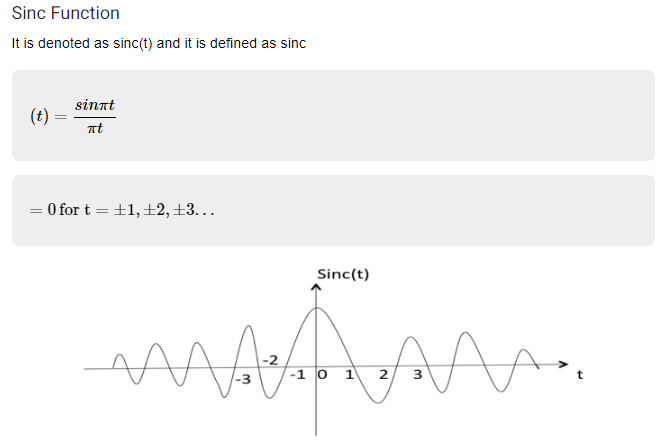 Sinc Function
It is denoted as sinc(t) and it is defined as sinc
(t) = sinπt / πt
= 0 for t = ±1, ±2, ±3...
Sinc(t)
-3 -2 -1 0 1 2 3 t